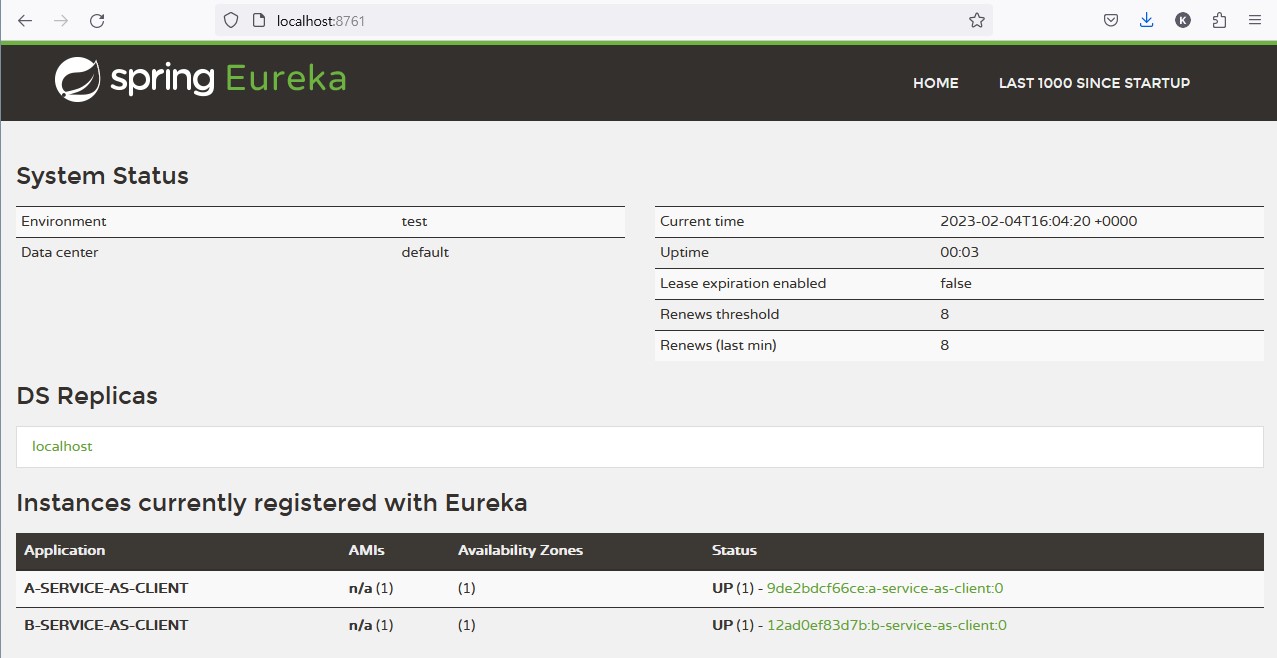 localhost:8761
K
spring Eureka
HOME LAST 1000 SINCE STARTUP
System Status
Environment test
Data center default
Current time 2023-02-04T16:04:20 +0000
Uptime 00:03
Lease expiration enabled false
Renews threshold 8
Renews (last min) 8
DS Replicas
localhost
Instances currently registered with Eureka
Application AMIs Availability Zones Status
A-SERVICE-AS-CLIENT n/a (1) (1) UP (1) - 9de2bdcf66ce:a-service-as-client:0
B-SERVICE-AS-CLIENT n/a (1) (1) UP (1) - 12ad0ef83d7b:b-service-as-client:0